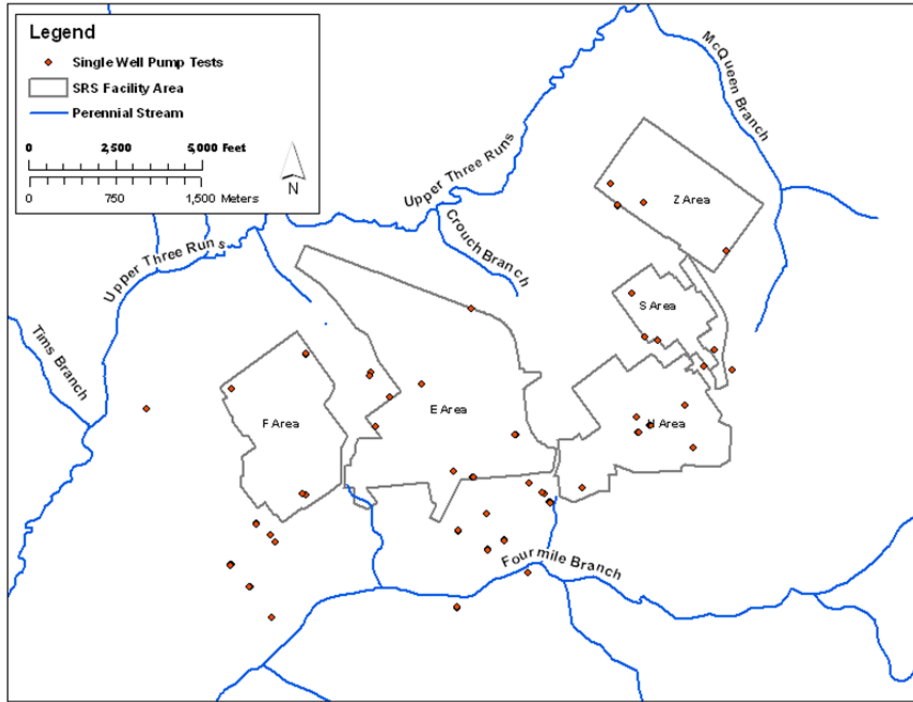 Legend
Single Well Pump Tests
SRS Facility Area
Perennial Stream
0 2,500 5,000 Feet
0 750 1,500 Meters
N
McQueen Branch
Upper Three Runs
Crouch Branch
Z Area
Upper Three Runs
S Area
Tims Branch
E Area
F Area
H Area
Fourmile Branch